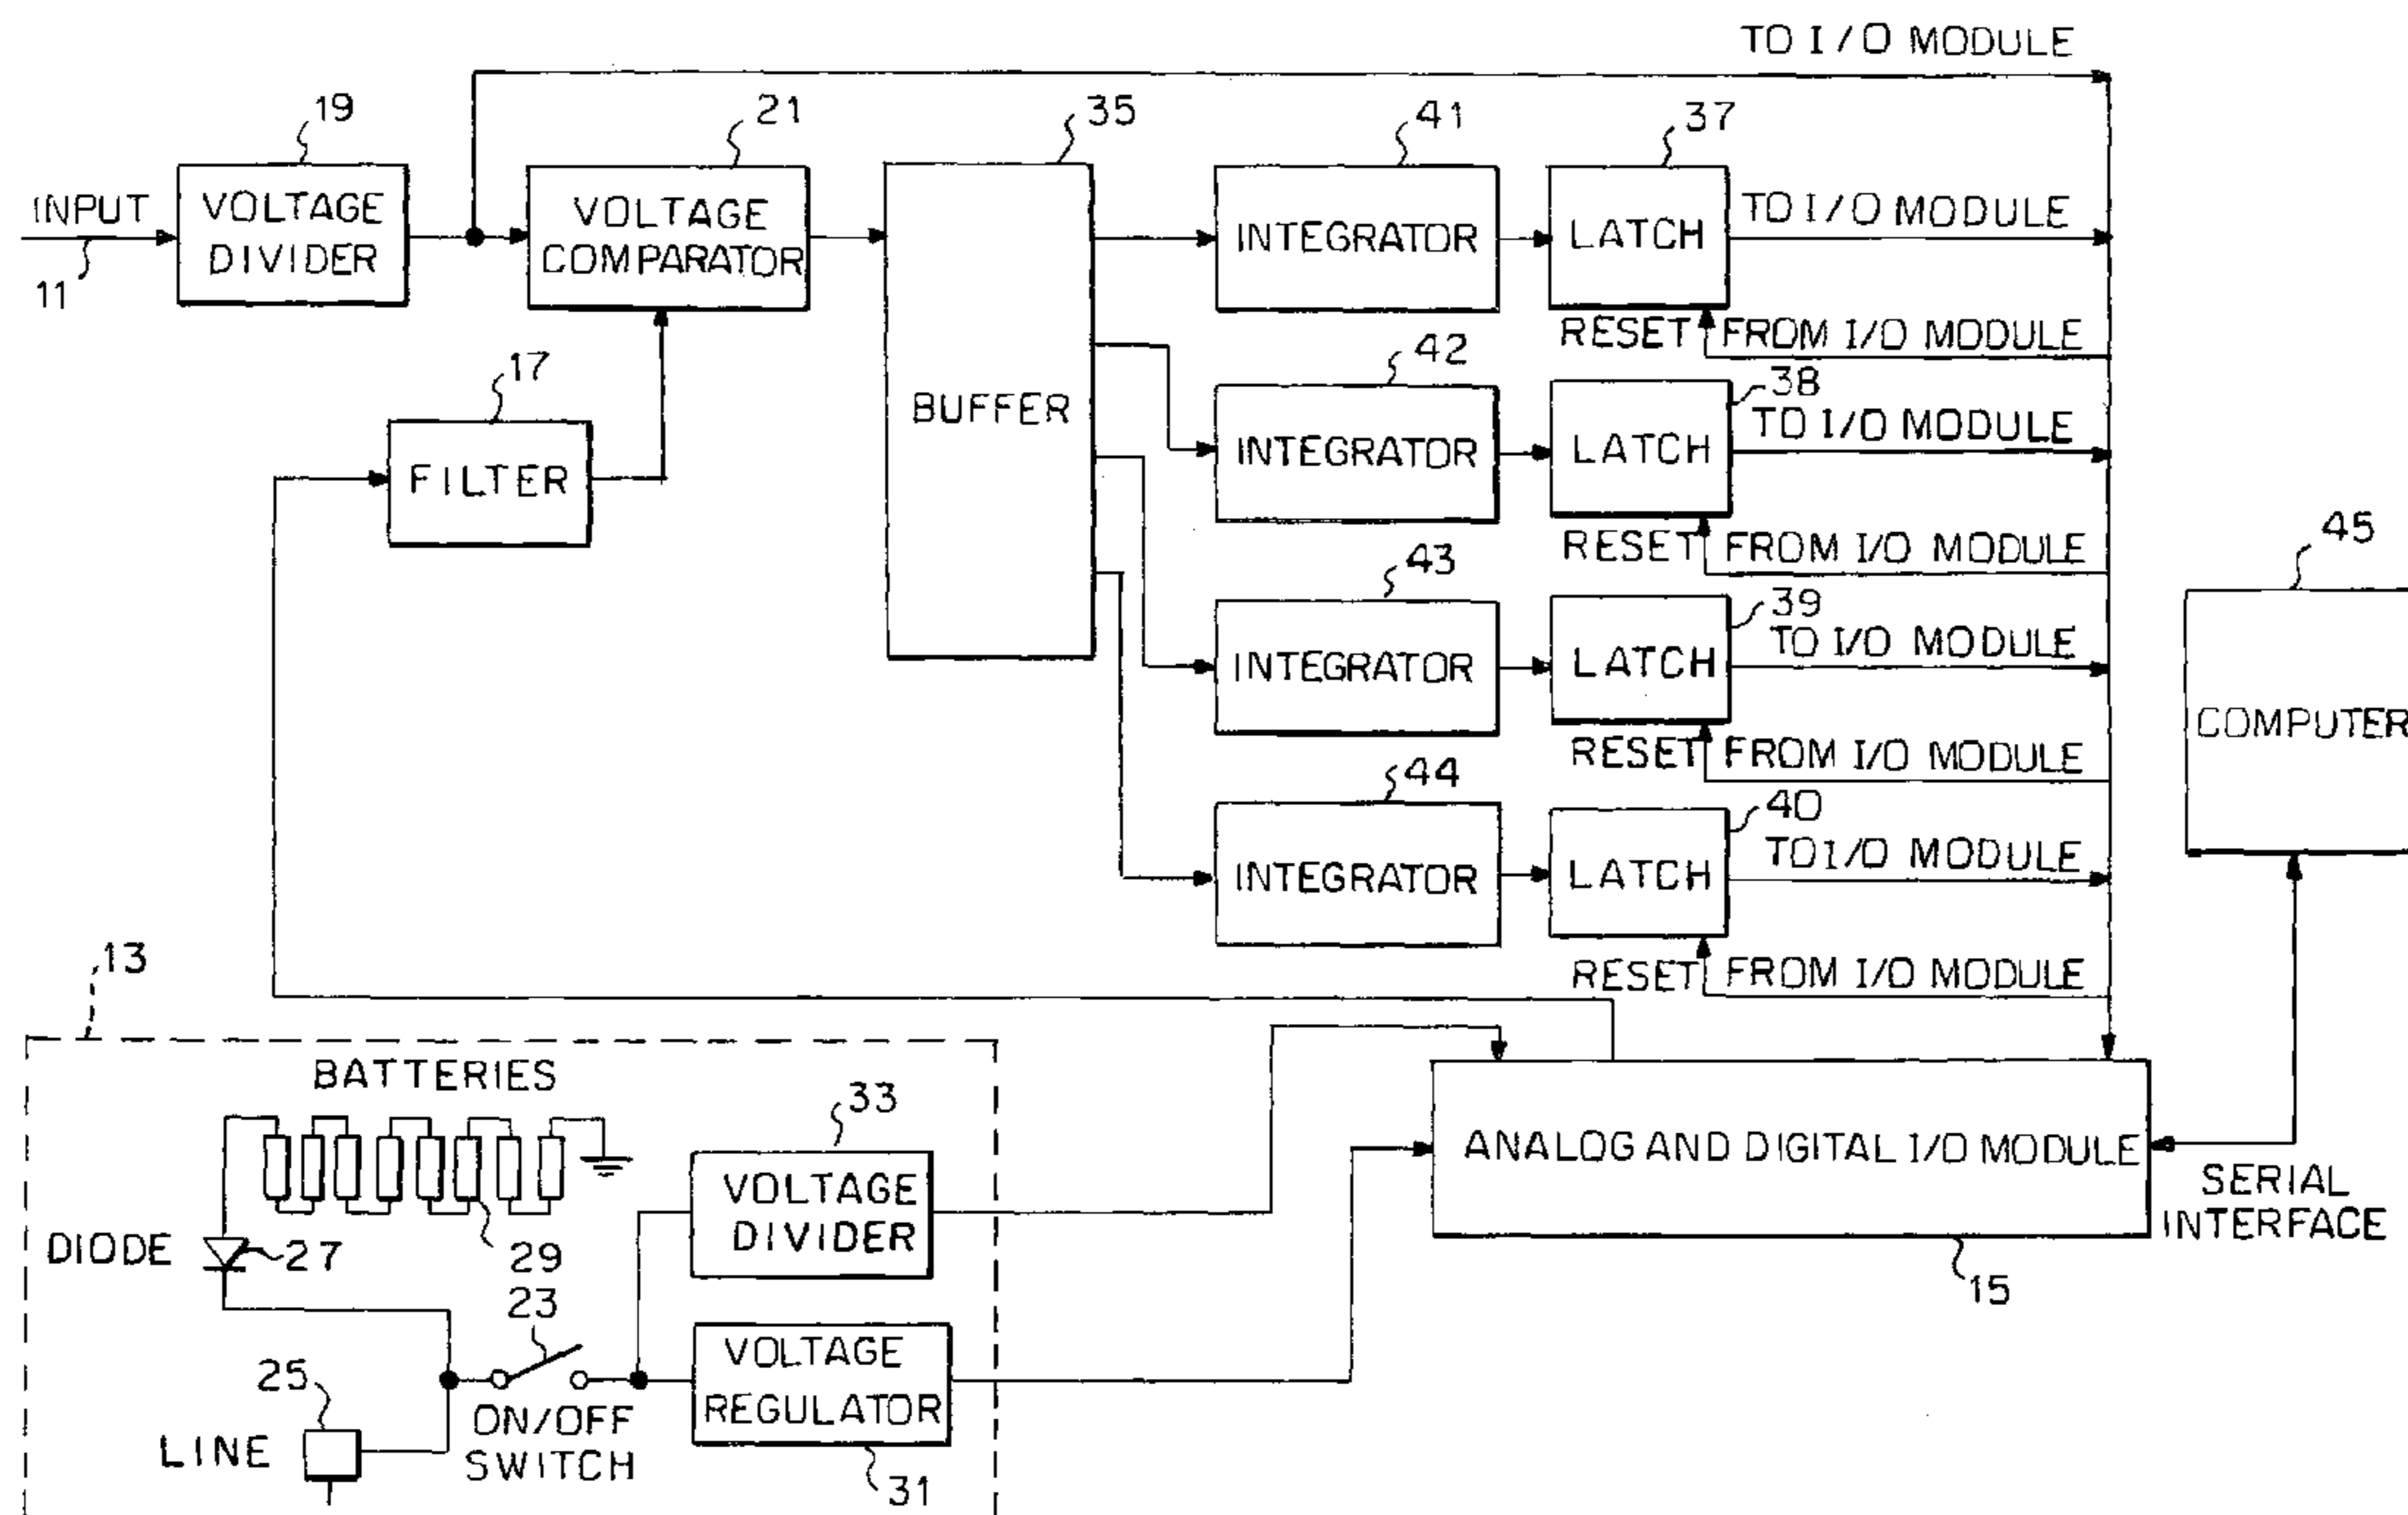 TO I/O MODULE
19
21
35
41
37
INPUT
VOLTAGE
DIVIDER
VOLTAGE
COMPARATOR
INTEGRATOR
LATCH
TO I/O MODULE
11
RESET
FROM I/O MODULE
17
42
38
FILTER
BUFFER
INTEGRATOR
LATCH
TO I/O MODULE
RESET
FROM I/O MODULE
45
43
39
INTEGRATOR
LATCH
TO I/O MODULE
COMPUTER
RESET
FROM I/O MODULE
44
40
INTEGRATOR
LATCH
TO I/O MODULE
RESET
FROM I/O MODULE
13
BATTERIES
33
VOLTAGE
DIVIDER
ANALOG AND DIGITAL I/O MODULE
SERIAL
INTERFACE
DIODE
27
29
15
23
VOLTAGE
REGULATOR
25
ON/OFF
SWITCH
LINE
31